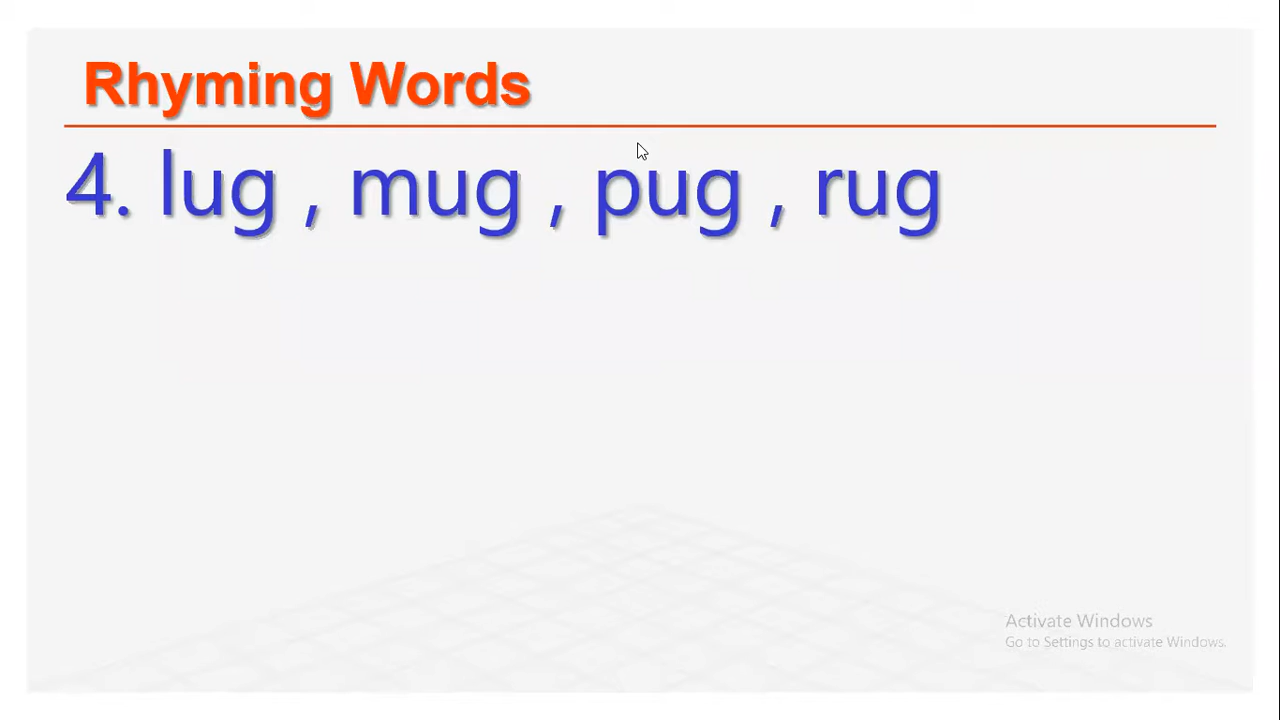 Rhyming Words
4. lug , mug , pug , rug
Activate Windows
Go to Settings to activate Windows.